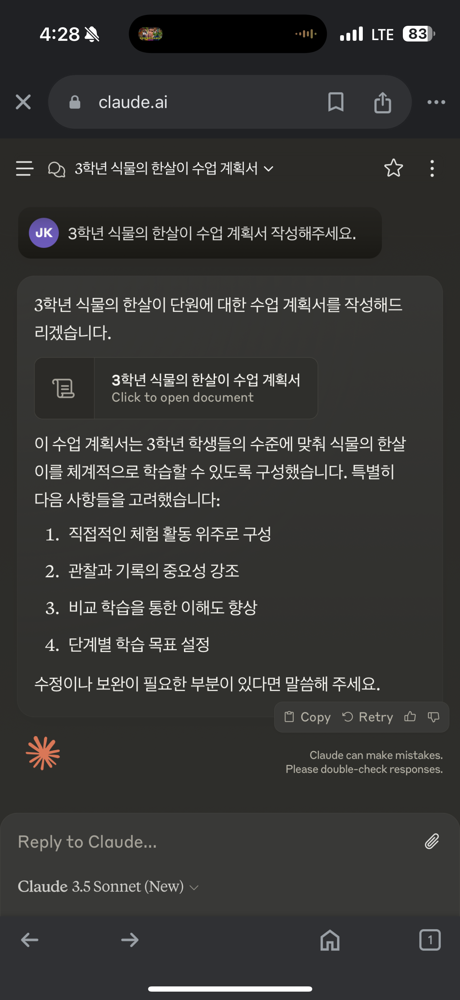 4:28
LTE
83
claude.ai
3학년 식물의 한살이 수업 계획서
JK
3학년 식물의 한살이 수업 계획서 작성해주세요.
3학년 식물의 한살이 단원에 대한 수업 계획서를 작성해드
리겠습니다.
3학년 식물의 한살이 수업 계획서
Click to open document
이 수업 계획서는 3학년 학생들의 수준에 맞춰 식물의 한살
이를 체계적으로 학습할 수 있도록 구성했습니다. 특별히
다음 사항들을 고려했습니다:
1. 직접적인 체험 활동 위주로 구성
2. 관찰과 기록의 중요성 강조
3. 비교 학습을 통한 이해도 향상
4. 단계별 학습 목표 설정
수정이나 보완이 필요한 부분이 있다면 말씀해 주세요.
Copy
Retry
Claude can make mistakes.
Please double-check responses.
Reply to Claude...
Claude 3.5 Sonnet (New)
1